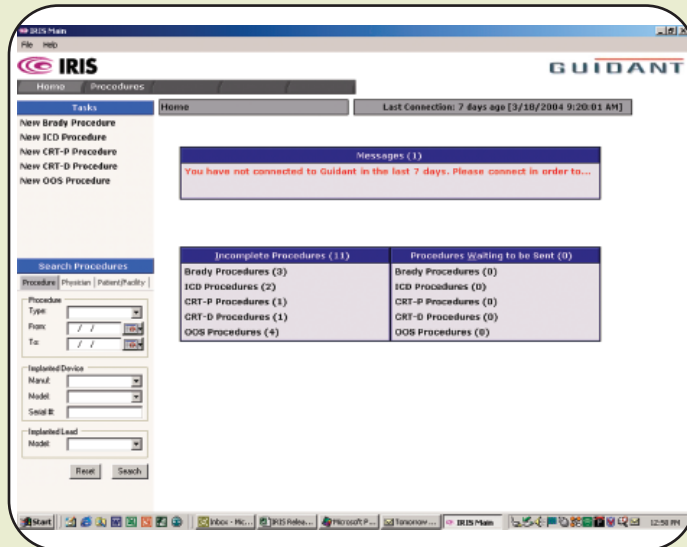 IRIS Main
File Help
IRIS
GUIDANT
Home Procedures
Tasks
Home
Last Connection: 7 days ago [3/18/2004 9:20:01 AM]
New Brady Procedure
New ICD Procedure
New CRT-P Procedure
New CRT-D Procedure
New OOS Procedure
Messages (1)
You have not connected to Guidant in the last 7 days. Please connect in order to...
Incomplete Procedures (11)
Brady Procedures (3)
ICD Procedures (2)
CRT-P Procedures (1)
CRT-D Procedures (1)
OOS Procedures (4)
Procedures Waiting to be Sent (0)
Brady Procedures (0)
ICD Procedures (0)
CRT-P Procedures (0)
CRT-D Procedures (0)
OOS Procedures (0)
Search Procedures
Procedure Physician Patient/Facility
Procedure
Type:
From: / /
To: / /
Implanted Device
Manuf:
Model:
Serial #:
Implanted Lead
Model:
Reset Search
Start Inbox - Mic... IRIS Relea... Microsoft P... Tomorrow ... IRIS Main 12:50 PM